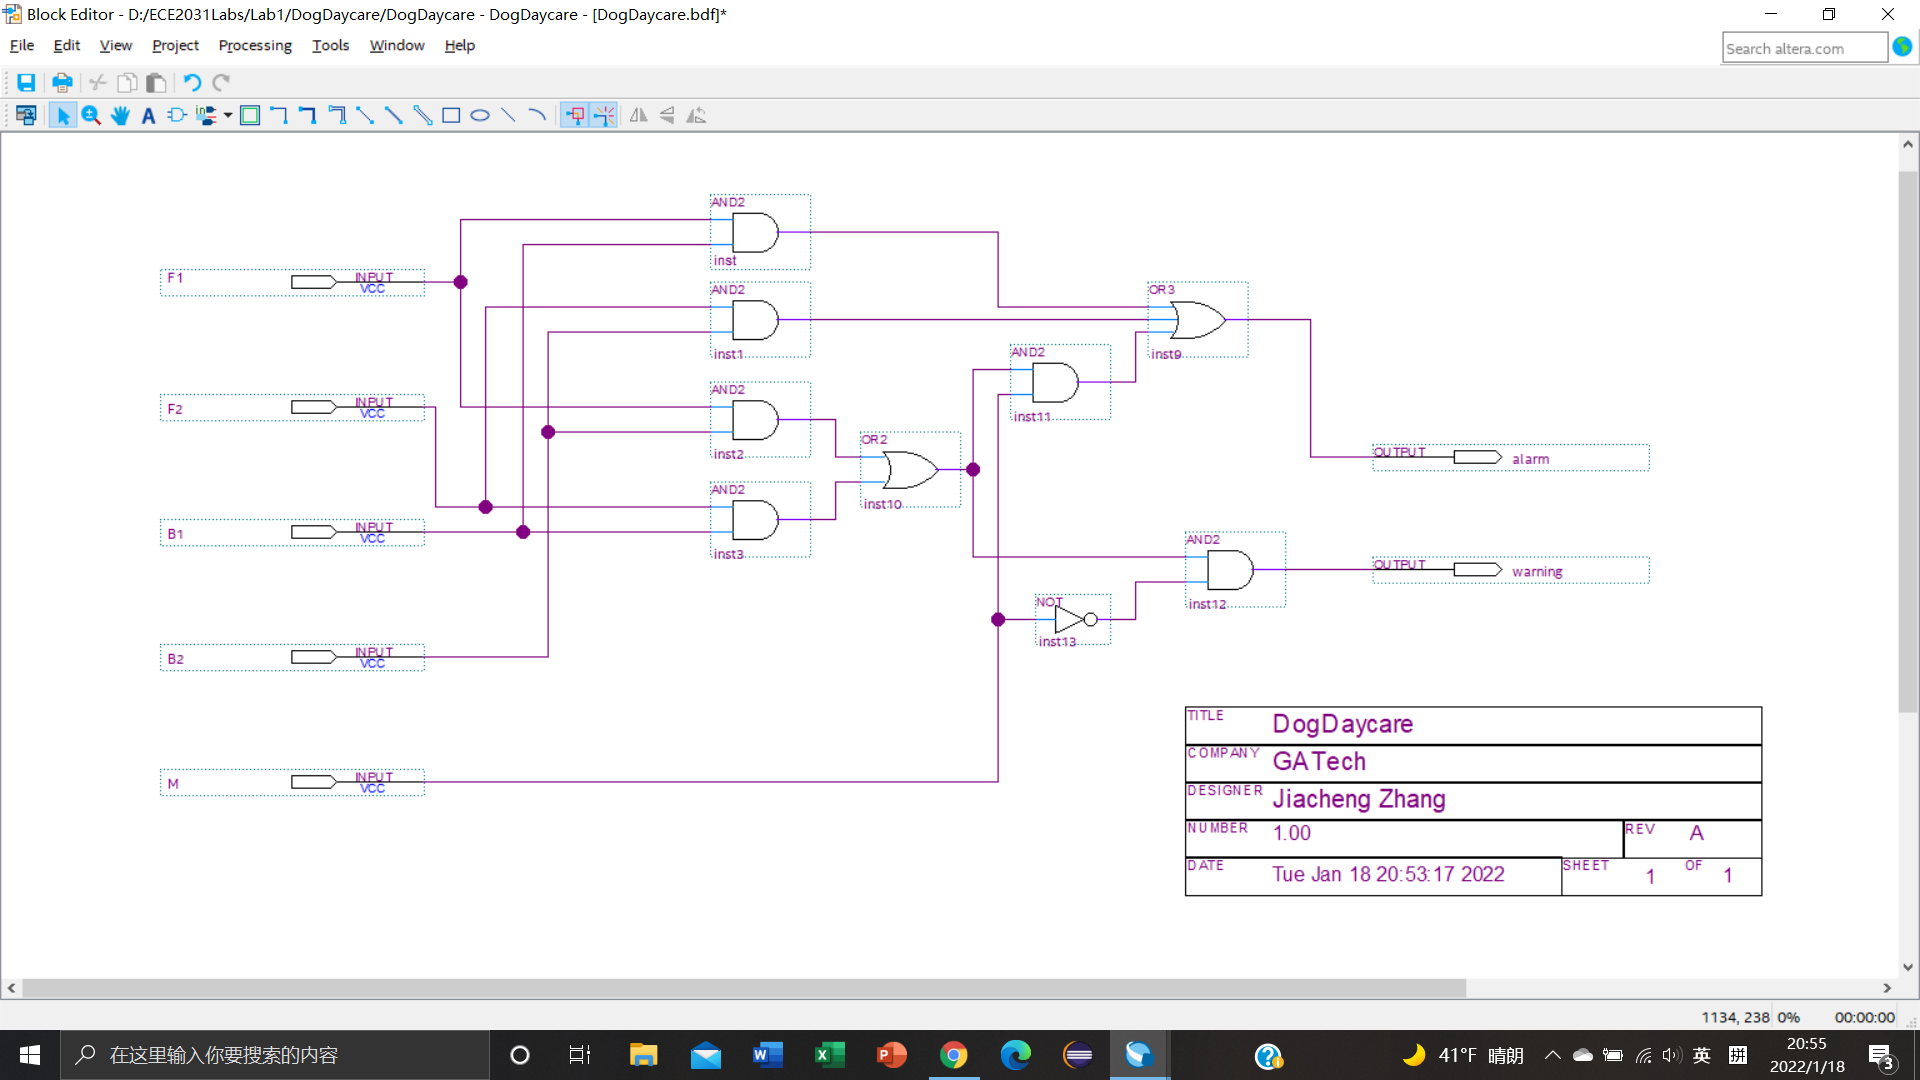 Block Editor - D:/ECE2031Labs/Lab1/DogDaycare/DogDaycare - DogDaycare - [DogDaycare.bdf]*
File Edit View Project Processing Tools Window Help
Search altera.com
AND2
inst
F1 INPUT VCC
AND2
inst1
OR3
inst9
AND2
inst11
F2 INPUT VCC
AND2
inst2
OR2
inst10
OUTPUT alarm
AND2
inst3
B1 INPUT VCC
AND2
inst12
OUTPUT warning
NOT
inst13
B2 INPUT VCC
M INPUT VCC
TITLE DogDaycare
COMPANY GATech
DESIGNER Jiacheng Zhang
NUMBER 1.00 REV A
DATE Tue Jan 18 20:53:17 2022 SHEET 1 OF 1
1134, 238 0% 00:00:00
在这里输入你要搜索的内容
41°F 晴朗
英
拼
20:55
2022/1/18
3